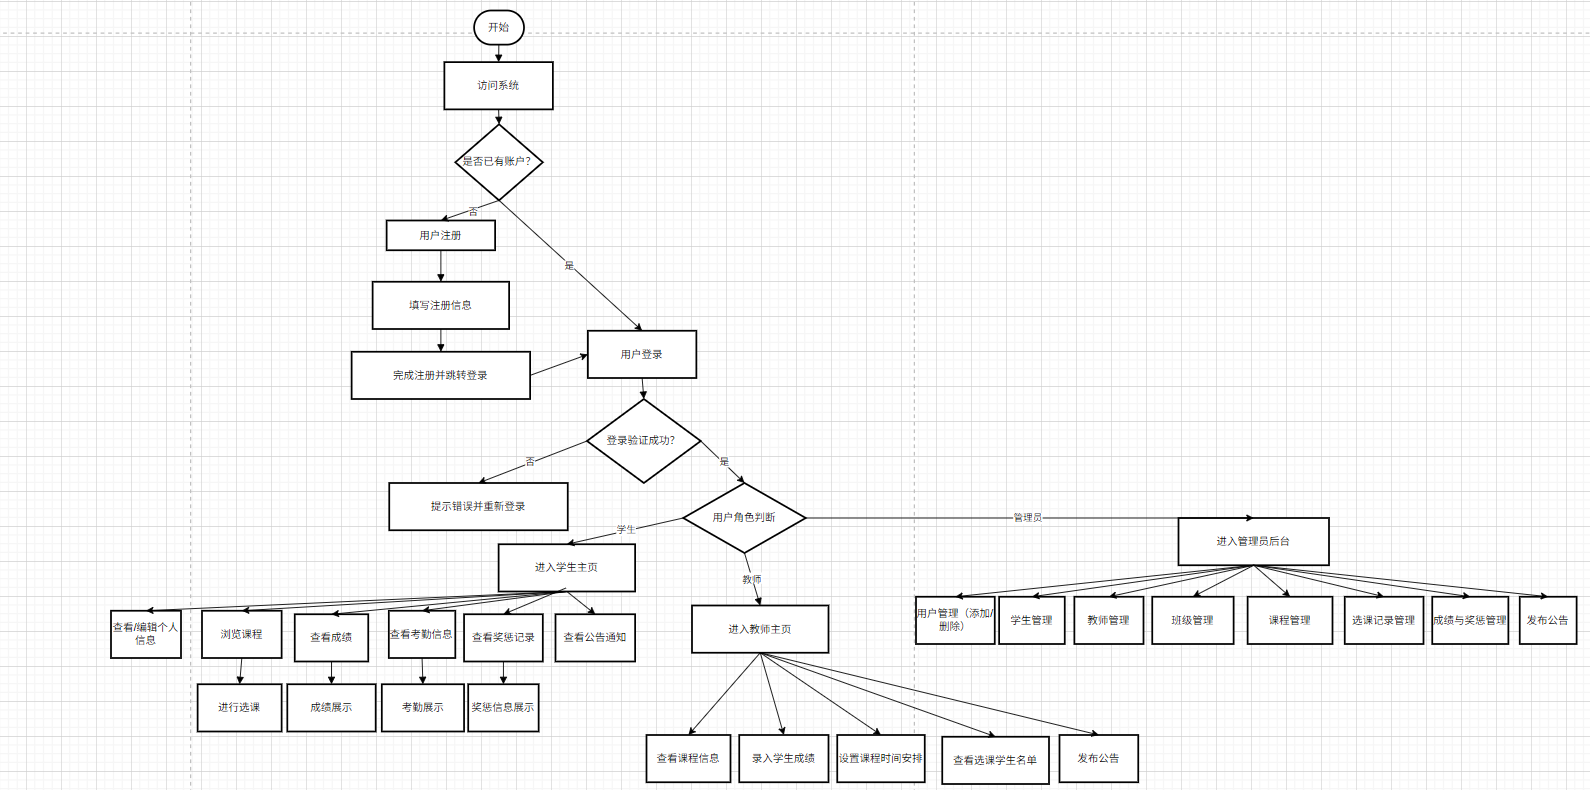 开始
访问系统
是否已有账户？
否
用户注册
是
填写注册信息
用户登录
完成注册并跳转登录
登录验证成功？
否
是
提示错误并重新登录
用户角色判断
管理员
学生
进入管理员后台
进入学生主页
教师
查看/编辑个人
信息
浏览课程
查看成绩
查看考勤信息
查看奖惩记录
查看公告通知
进入教师主页
用户管理（添加/
删除）
学生管理
教师管理
班级管理
课程管理
选课记录管理
成绩与奖惩管理
发布公告
进行选课
成绩展示
考勤展示
奖惩信息展示
查看课程信息
录入学生成绩
设置课程时间安排
查看选课学生名单
发布公告